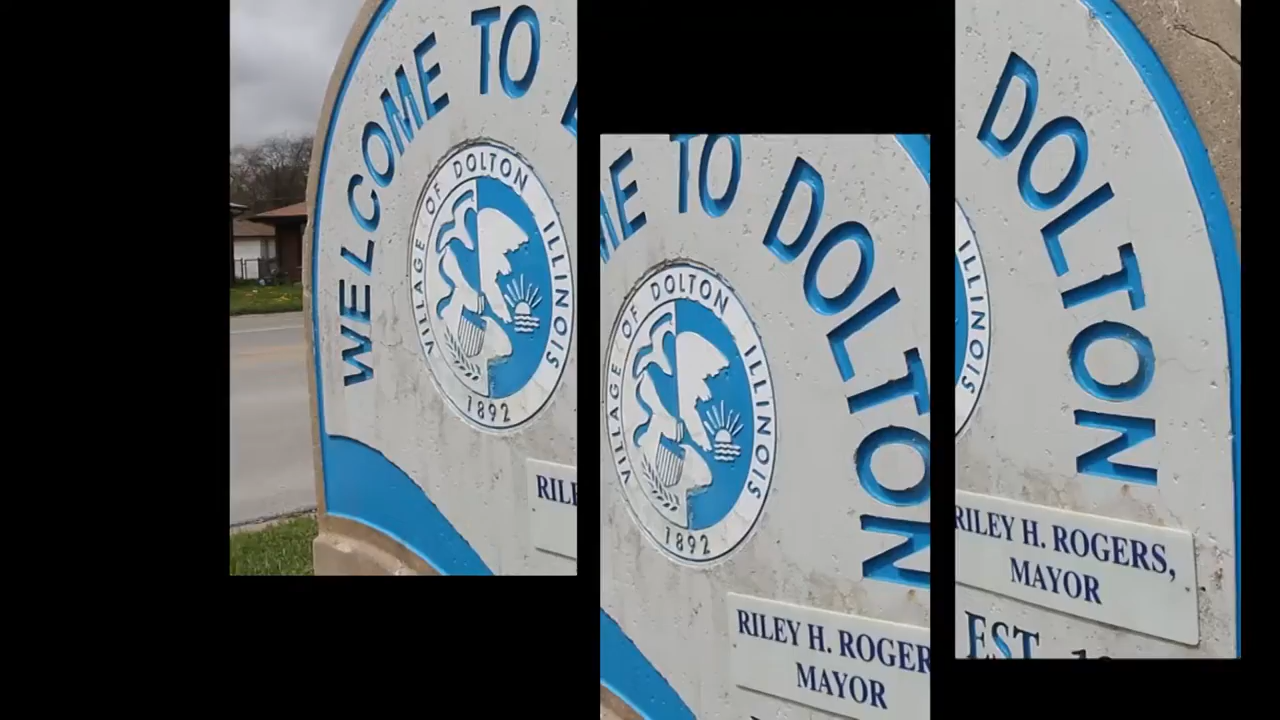 WELCOME TO
VILLAGE OF DOLTON ILLINOIS
1892
ME TO DOLTON
VILLAGE OF DOLTON ILLINOIS
1892
RILEY H. ROGER
MAYOR
DOLTON
ILLINOIS
RILEY H. ROGERS,
MAYOR
EST.